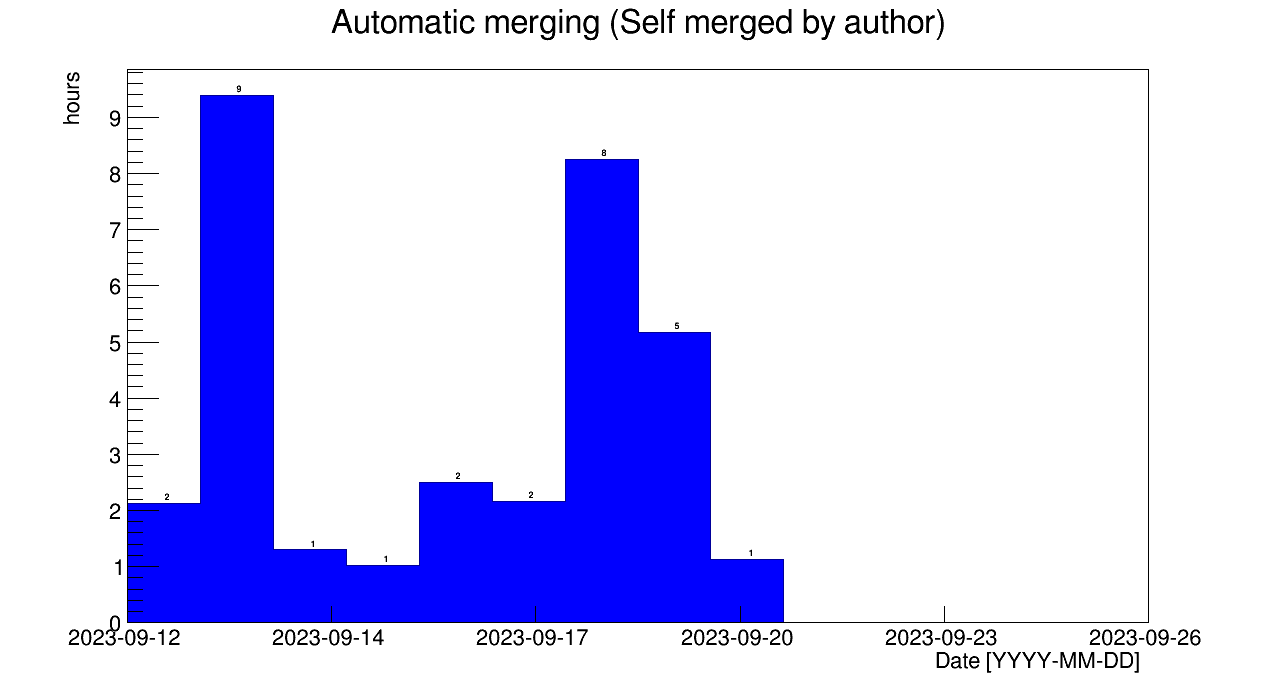 Automatic merging (Self merged by author)
hours
9
8
7
6
5
4
3
2
1
0
2 9 1 1 2 2 8 5 1
2023-09-12 2023-09-14 2023-09-17 2023-09-20 2023-09-23 2023-09-26
Date [YYYY-MM-DD]